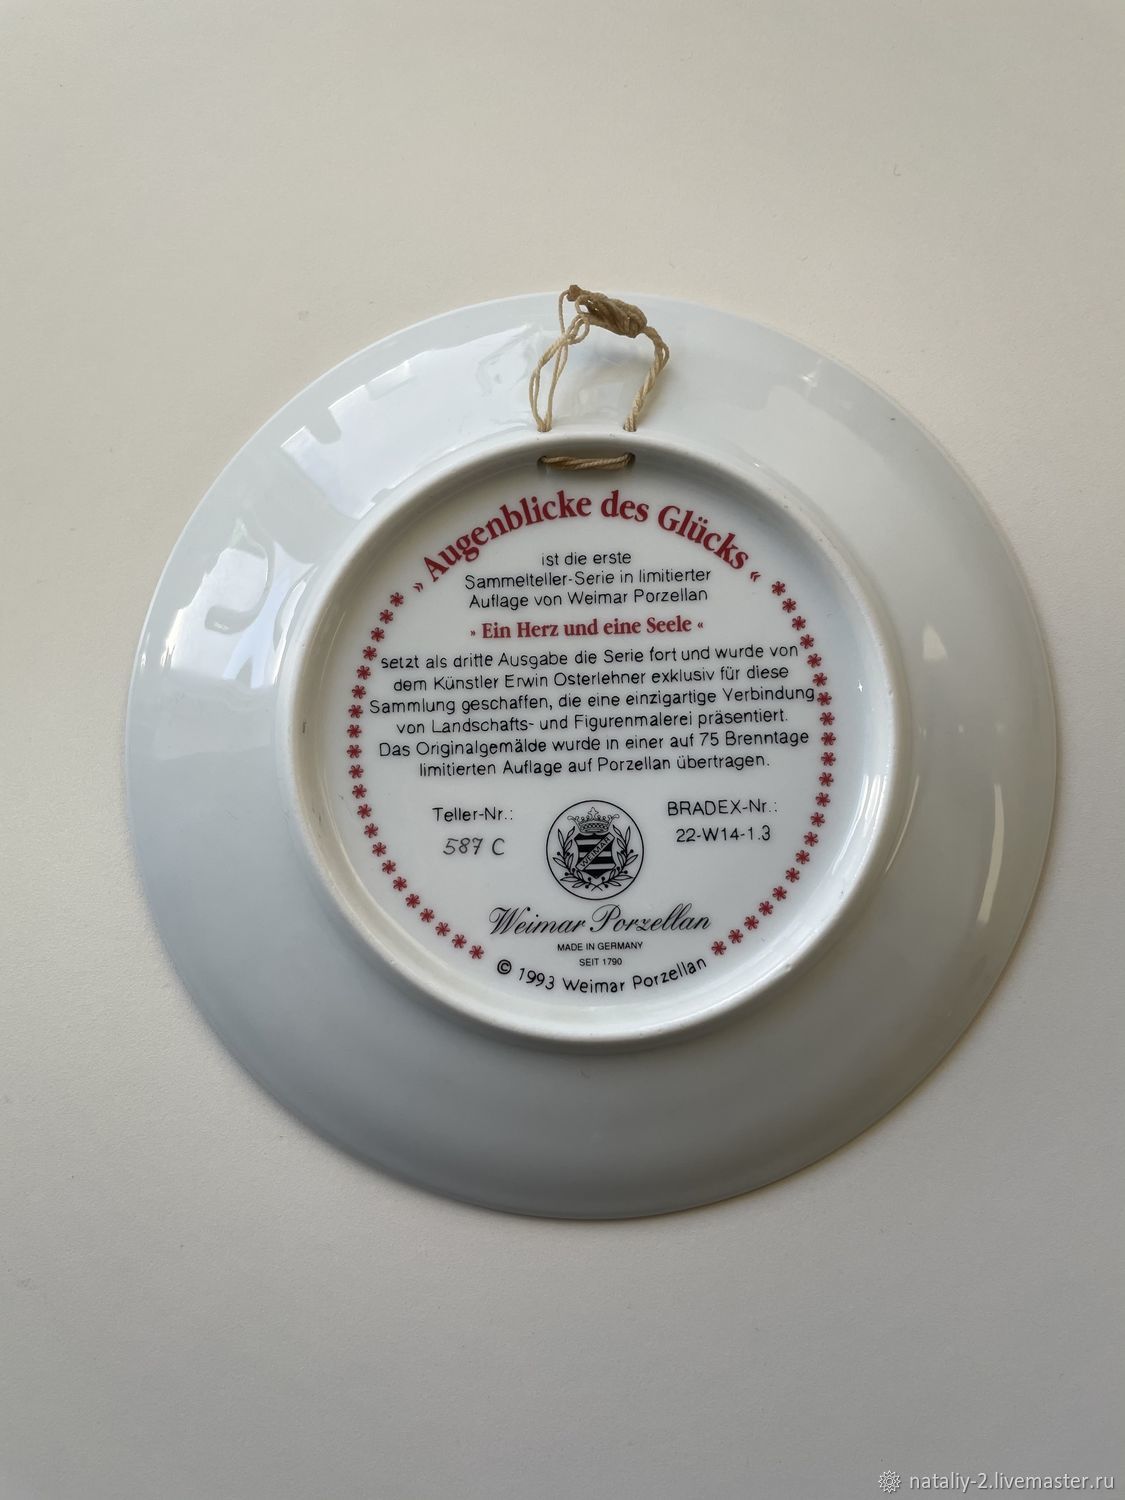 » Augenblicke des Glücks «
ist die erste
Sammelteller-Serie in limitierter
Auflage von Weimar Porzellan
» Ein Herz und eine Seele «
setzt als dritte Ausgabe die Serie fort und wurde von
dem Künstler Erwin Osterlehner exklusiv für diese
Sammlung geschaffen, die eine einzigartige Verbindung
von Landschafts- und Figurenmalerei präsentiert.
Das Originalgemälde wurde in einer auf 75 Brenntage
limitierten Auflage auf Porzellan übertragen.
Teller-Nr.:
587 C
WEIMAR
BRADEX-Nr.:
22-W14-1.3
Weimar Porzellan
MADE IN GERMANY
SEIT 1790
© 1993 Weimar Porzellan
nataliy-2.livemaster.ru